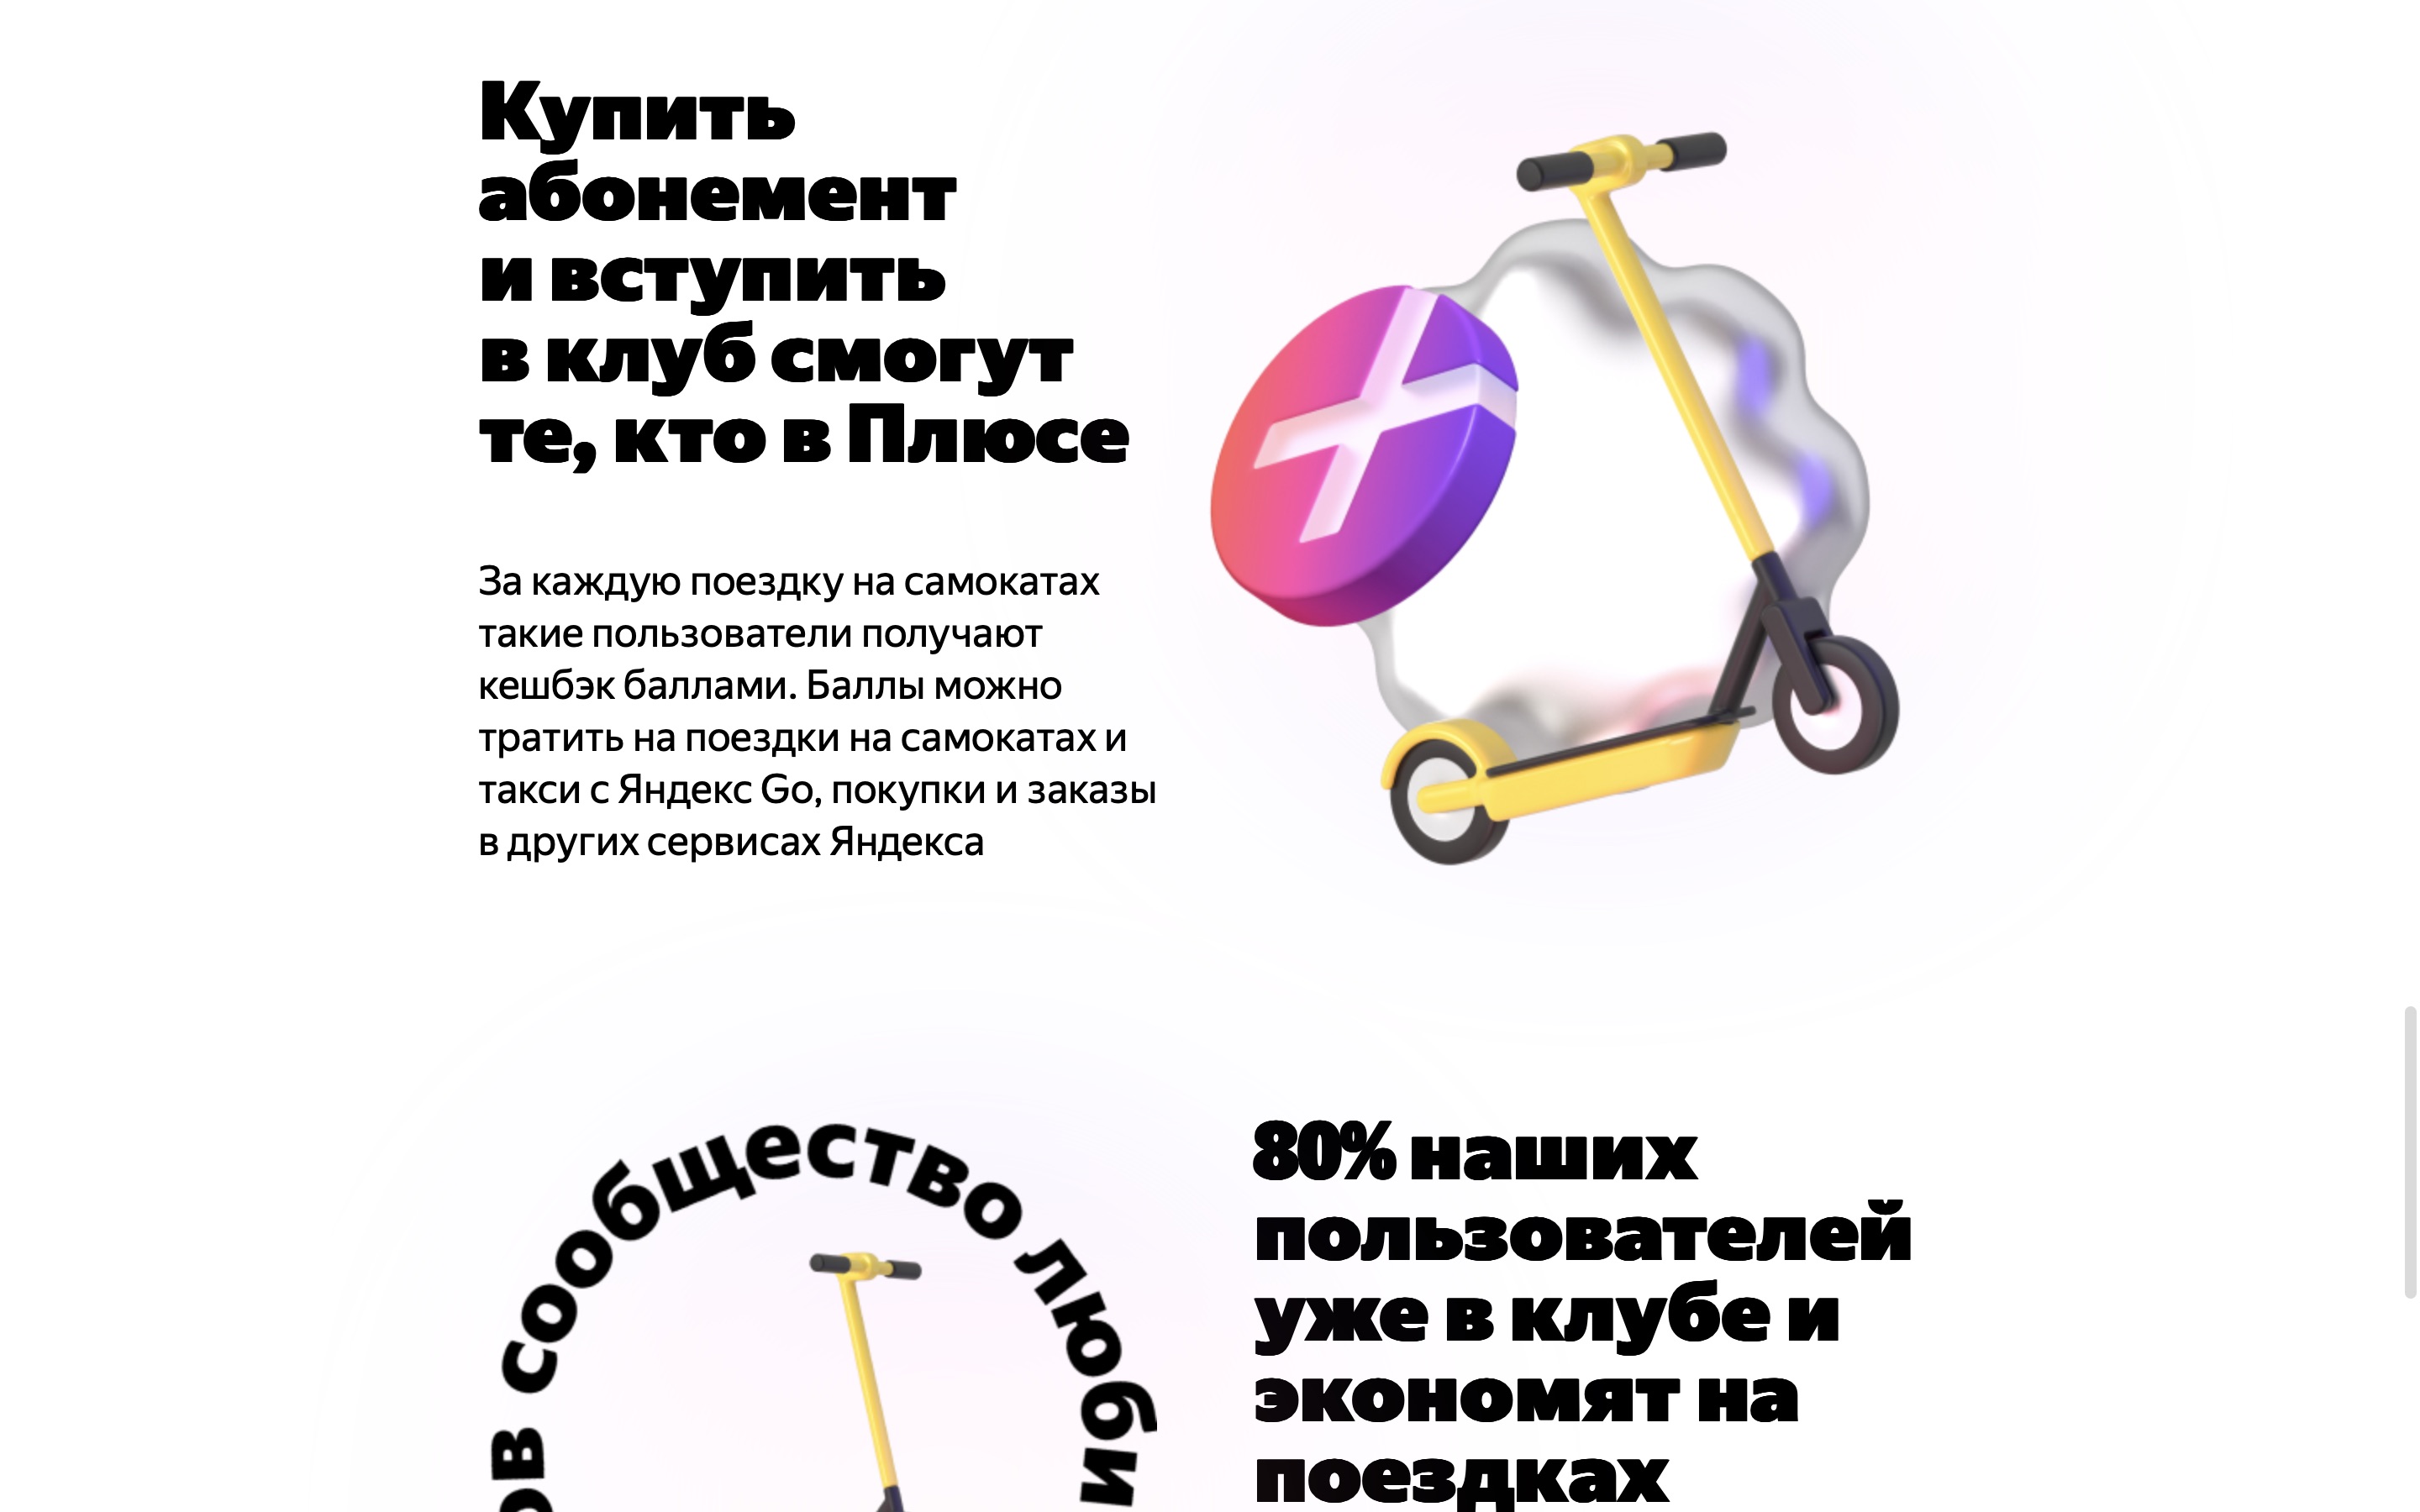 Купить
абонемент
и вступить
в клуб смогут
те, кто в Плюсе
За каждую поездку на самокатах
такие пользователи получают
кешбэк баллами. Баллы можно
тратить на поездки на самокатах и
такси с Яндекс Go, покупки и заказы
в других сервисах Яндекса
сообщество люби
80% наших
пользователей
уже в клубе и
экономят на
поездках